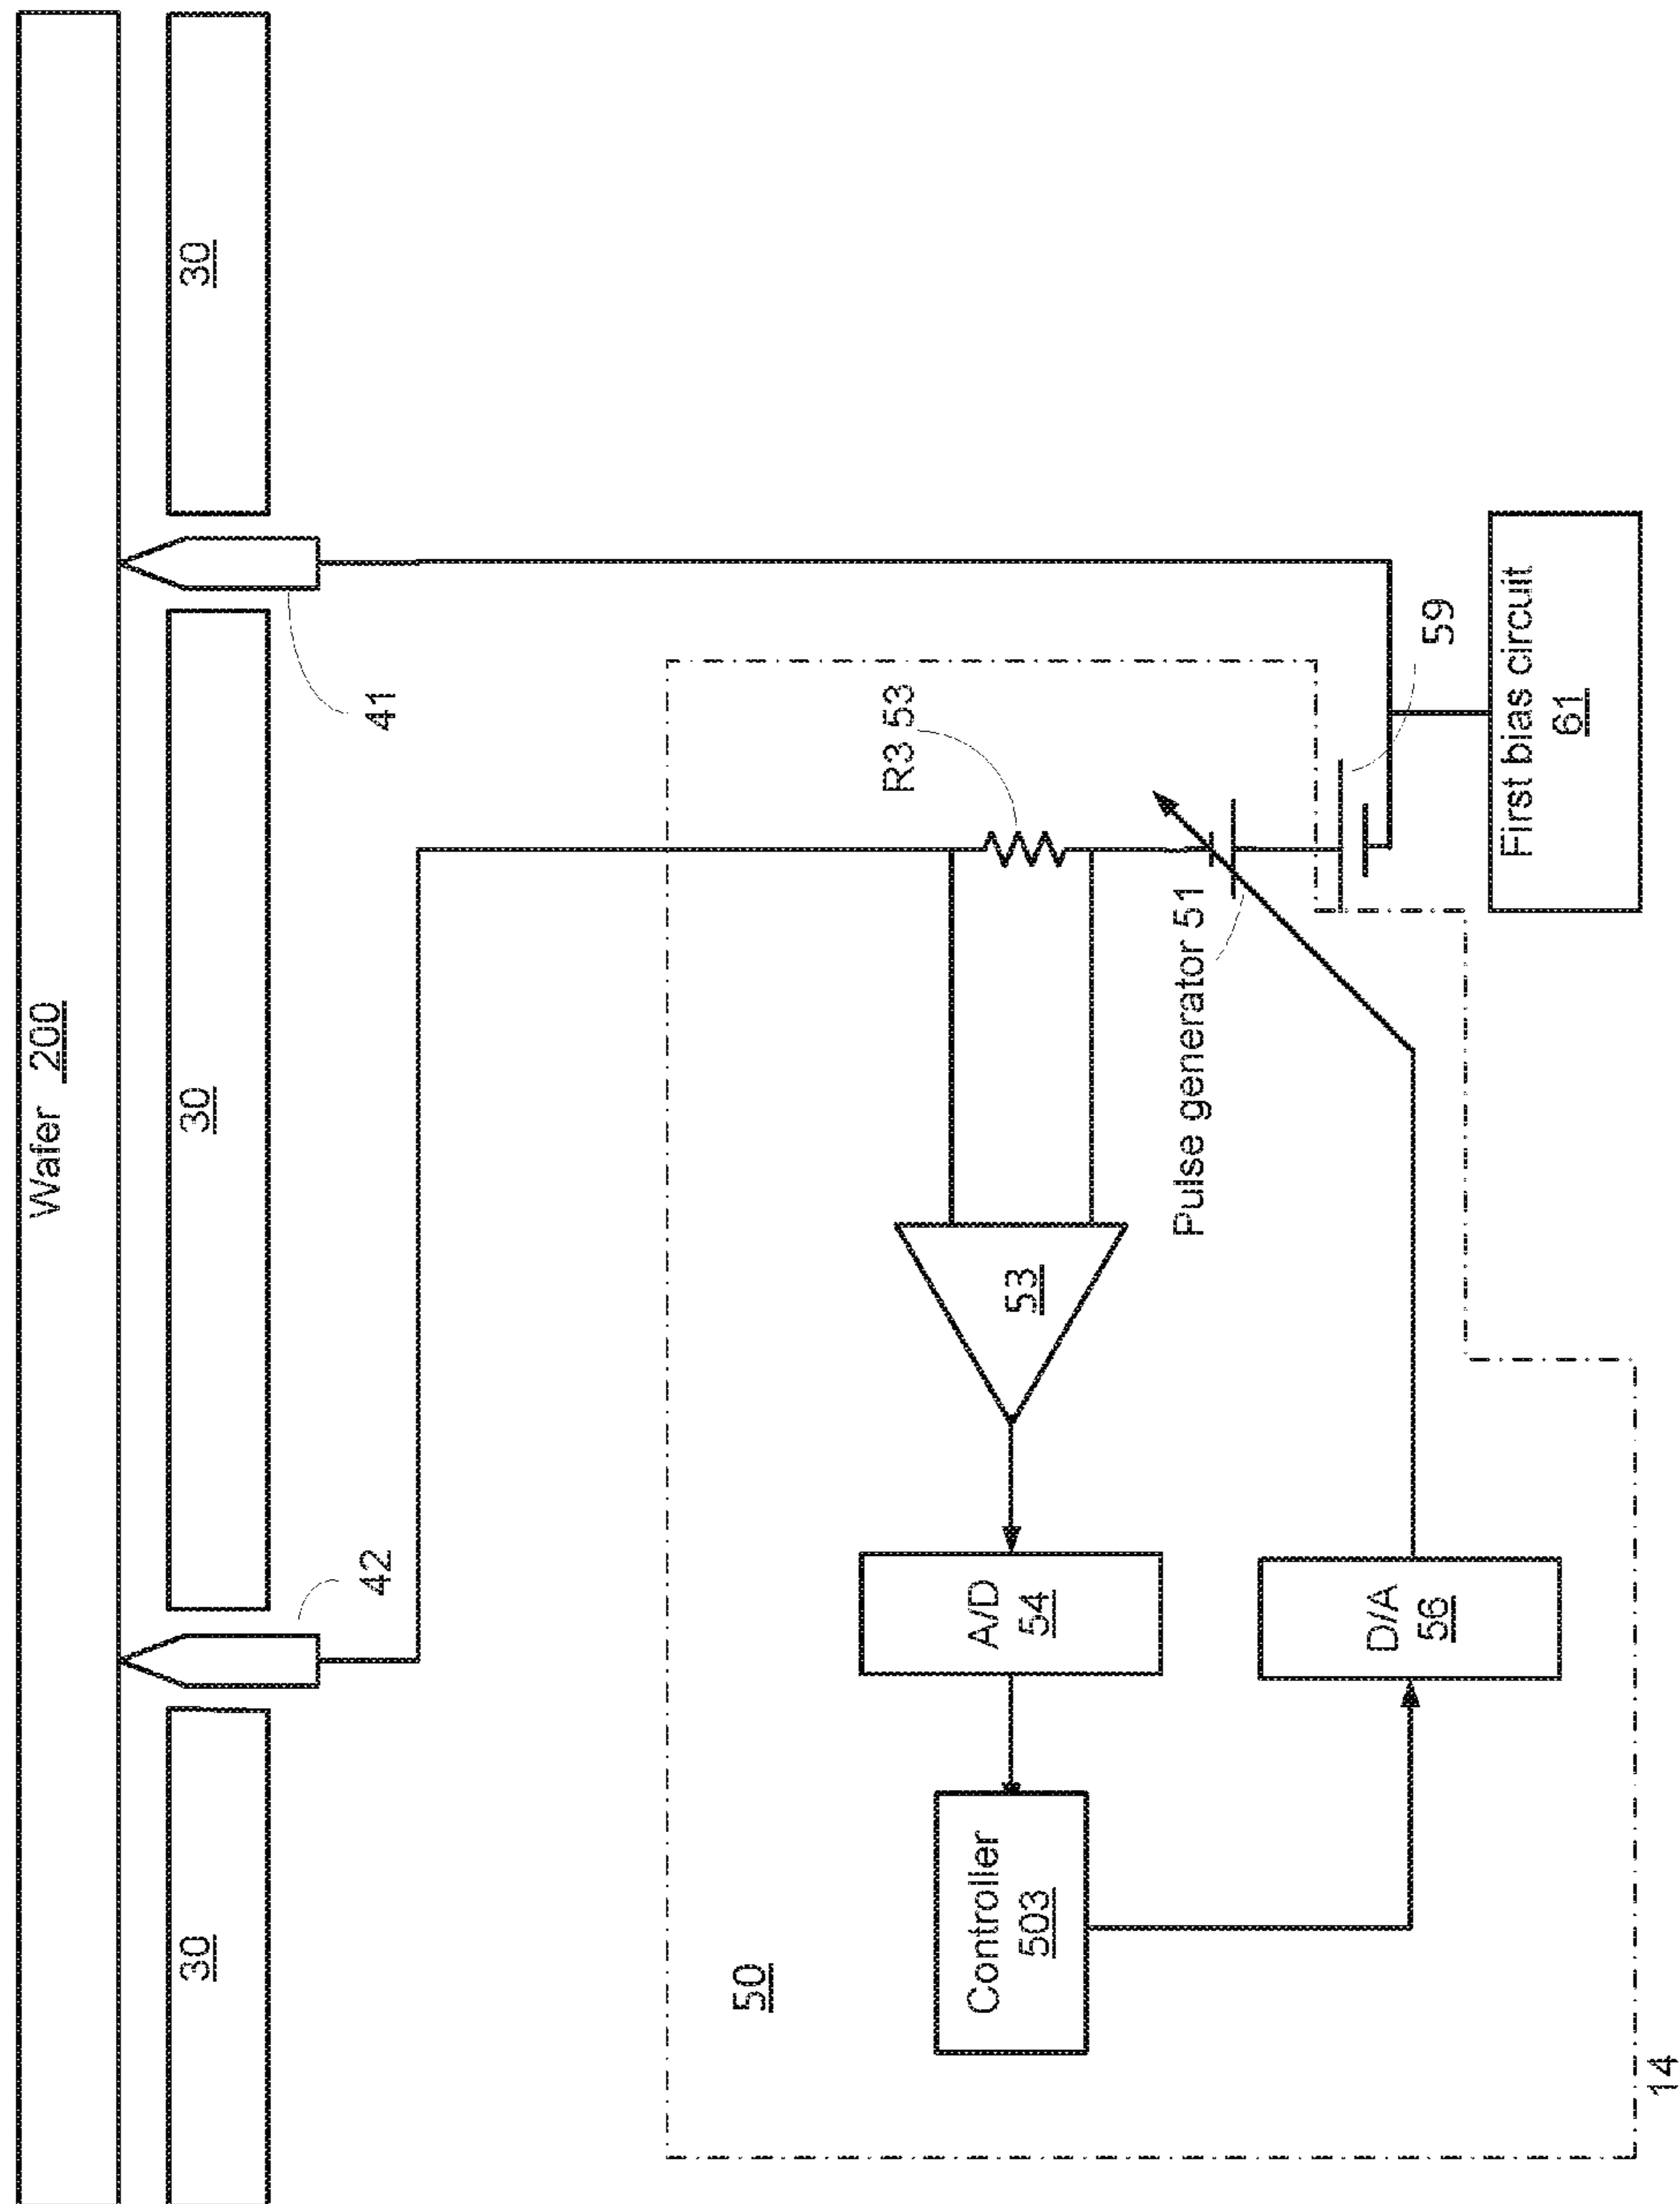 Wafer 200
30
30
30
42
41
50
R3 53
53
Pulse generator 51
A/D
54
Controller
503
D/A
56
59
First bias circuit
61
14